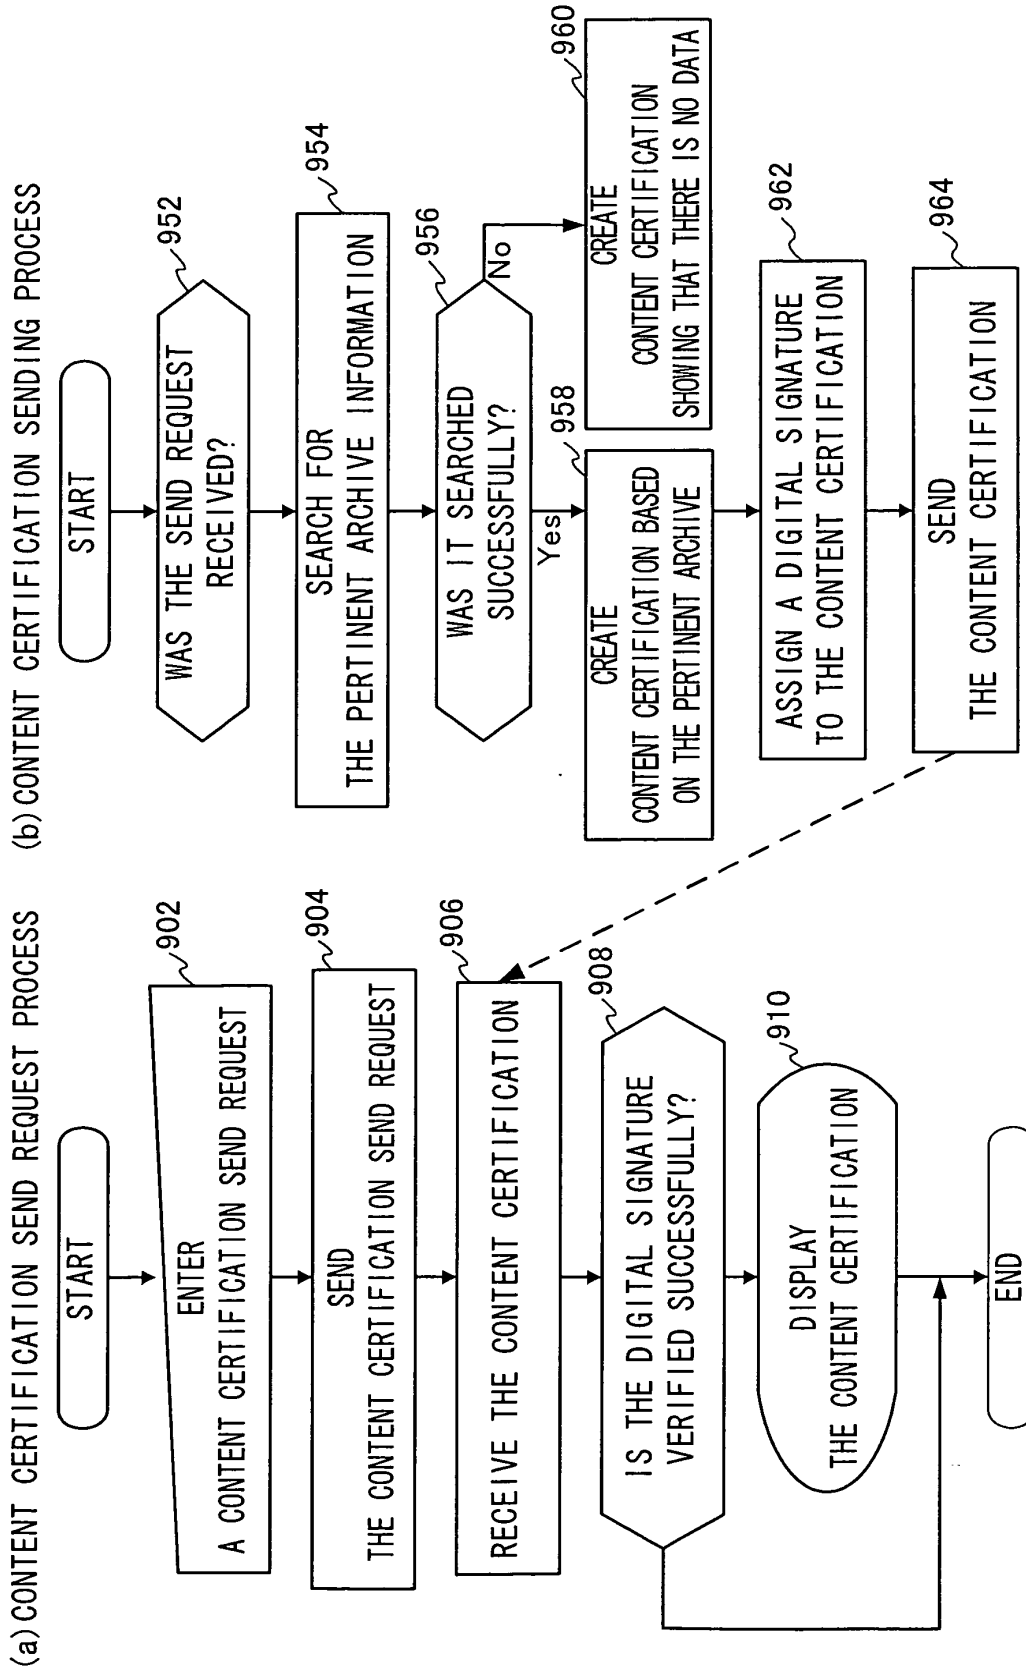 (a)CONTENT CERTIFICATION SEND REQUEST PROCESS
START
902
ENTER
A CONTENT CERTIFICATION SEND REQUEST
904
SEND
THE CONTENT CERTIFICATION SEND REQUEST
906
RECEIVE THE CONTENT CERTIFICATION
908
IS THE DIGITAL SIGNATURE
VERIFIED SUCCESSFULLY?
910
DISPLAY
THE CONTENT CERTIFICATION
END
(b)CONTENT CERTIFICATION SENDING PROCESS
START
952
WAS THE SEND REQUEST
RECEIVED?
954
SEARCH FOR
THE PERTINENT ARCHIVE INFORMATION
956
WAS IT SEARCHED
SUCCESSFULLY?
No
Yes
958
CREATE
CONTENT CERTIFICATION BASED
ON THE PERTINENT ARCHIVE
960
CREATE
CONTENT CERTIFICATION
SHOWING THAT THERE IS NO DATA
962
ASSIGN A DIGITAL SIGNATURE
TO THE CONTENT CERTIFICATION
964
SEND
THE CONTENT CERTIFICATION